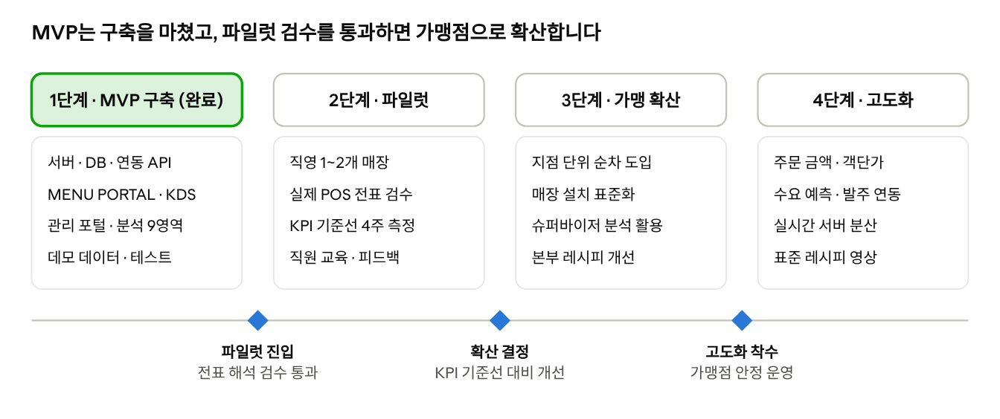 MVP는 구축을 마쳤고, 파일럿 검수를 통과하면 가맹점으로 확산합니다
1단계 · MVP 구축 (완료)
서버 · DB · 연동 API
MENU PORTAL · KDS
관리 포털 · 분석 9영역
데모 데이터 · 테스트
2단계 · 파일럿
직영 1~2개 매장
실제 POS 전표 검수
KPI 기준선 4주 측정
직원 교육 · 피드백
3단계 · 가맹 확산
지점 단위 순차 도입
매장 설치 표준화
슈퍼바이저 분석 활용
본부 레시피 개선
4단계 · 고도화
주문 금액 · 객단가
수요 예측 · 발주 연동
실시간 서버 분산
표준 레시피 영상
파일럿 진입
전표 해석 검수 통과
확산 결정
KPI 기준선 대비 개선
고도화 착수
가맹점 안정 운영